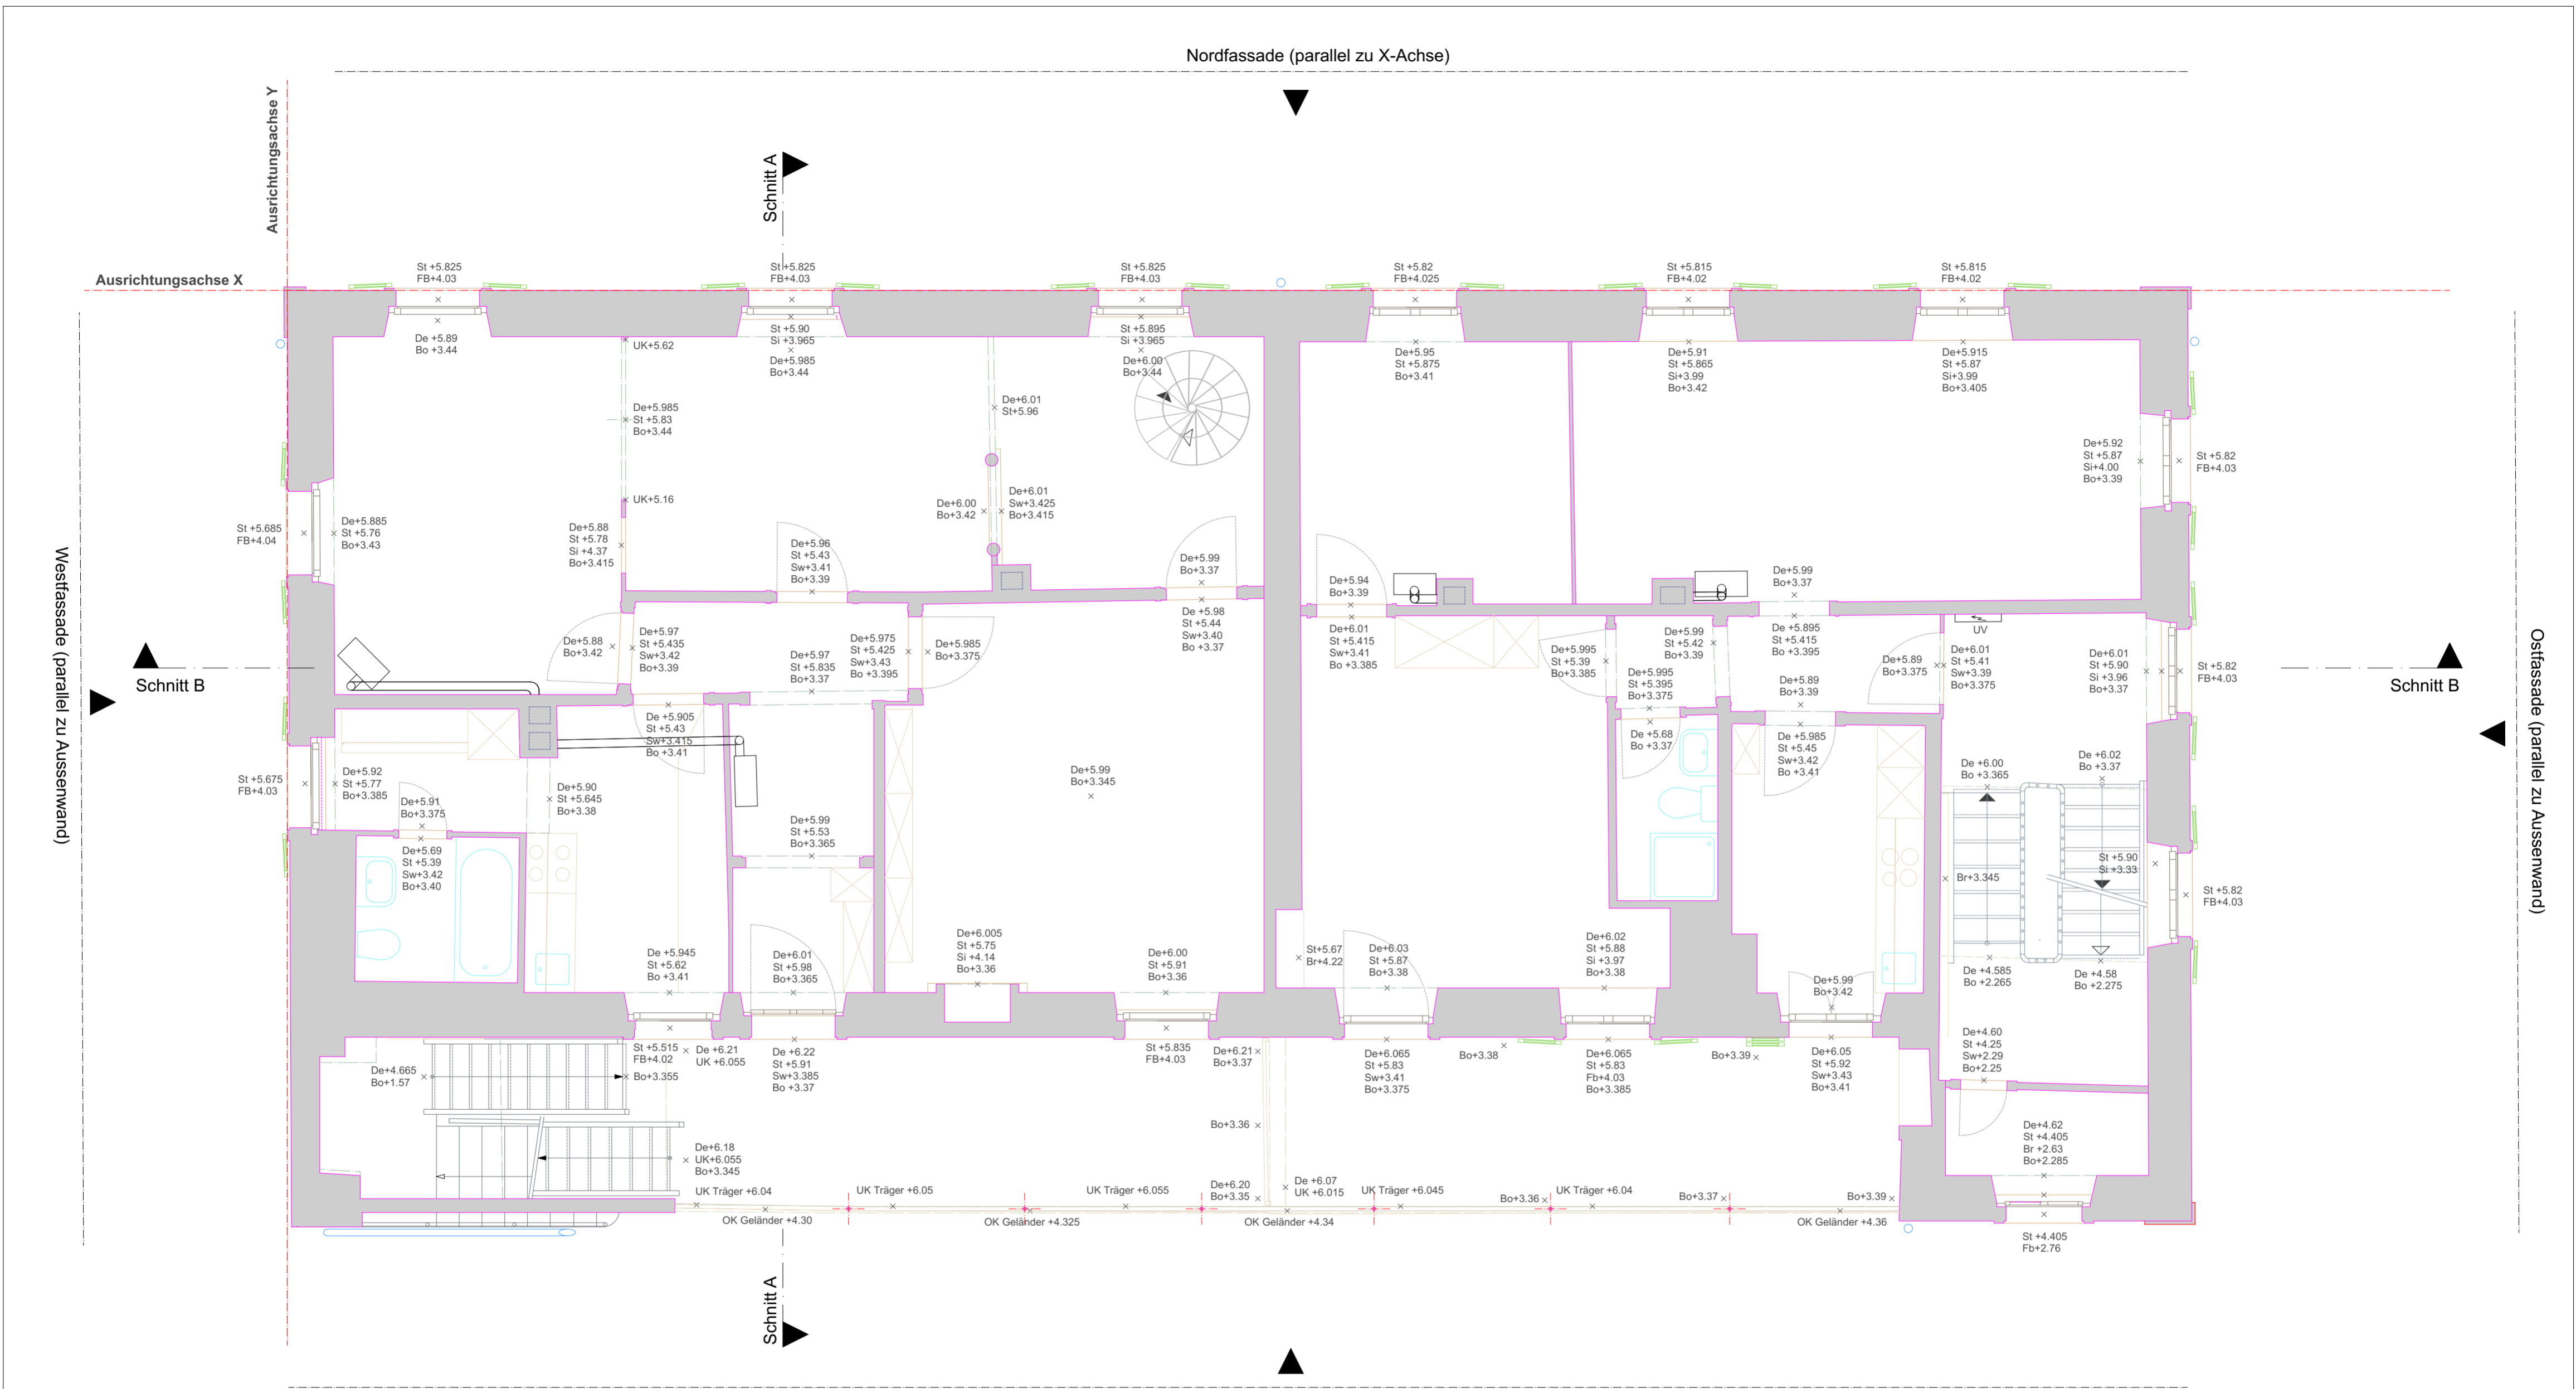 Nordfassade (parallel zu X-Achse)
Ausrichtungsachse Y
Schnitt A
Ausrichtungsachse X
St +5.825
FB+4.03
St +5.825
FB+4.03
St +5.825
FB+4.03
St +5.82
FB+4.025
St +5.815
FB+4.02
St +5.815
FB+4.02
De +5.89
Bo +3.44
UK+5.62
St +5.90
Si +3.965
De+5.985
Bo+3.44
St +5.895
Si +3.965
De+6.00
Bo+3.44
De+5.95
St +5.875
Bo+3.41
De+5.91
St +5.865
Si+3.99
Bo+3.42
De+5.915
St +5.87
Si+3.99
Bo+3.405
De+5.985
St +5.83
Bo+3.44
De+6.01
St+5.96
De+5.92
St +5.87
Si+4.00
Bo+3.39
St +5.82
FB+4.03
UK+5.16
De+6.00
Bo+3.42
De+6.01
Sw+3.425
Bo+3.415
St +5.685
FB+4.04
De+5.885
St +5.76
Bo+3.43
De+5.88
St +5.78
Si +4.37
Bo+3.415
De+5.96
St +5.43
Sw+3.41
Bo+3.39
De+5.99
Bo+3.37
De+5.94
Bo+3.39
De+5.99
Bo+3.37
Westfassade (parallel zu Aussenwand)
Ostfassade (parallel zu Aussenwand)
De+5.88
Bo+3.42
De+5.97
St +5.435
Sw+3.42
Bo+3.39
De+5.97
St +5.835
Bo+3.37
De+5.975
St +5.425
Sw+3.43
Bo +3.395
De+5.985
Bo+3.375
De +5.98
St +5.44
Sw+3.40
Bo +3.37
De+6.01
St +5.415
Sw+3.41
Bo +3.385
De+5.995
St +5.39
Bo+3.385
De+5.99
St +5.42
Bo+3.39
De+5.995
St +5.395
Bo+3.375
De +5.895
St +5.415
Bo +3.395
UV
De+5.89
Bo+3.375
De+6.01
St +5.41
Sw+3.39
Bo+3.375
De+6.01
St +5.90
Si +3.96
Bo+3.37
St +5.82
FB+4.03
Schnitt B
Schnitt B
De+5.89
Bo+3.39
De +5.905
St +5.43
Sw+3.415
Bo +3.41
De +5.68
Bo +3.37
De +5.985
St +5.45
Sw+3.42
Bo +3.41
De +6.00
Bo +3.365
De +6.02
Bo +3.37
St +5.675
FB+4.03
De+5.92
St +5.77
Bo+3.385
De+5.91
Bo+3.375
De+5.90
St +5.645
Bo+3.38
De+5.99
Bo+3.345
De+5.99
St +5.53
Bo+3.365
De+5.69
St +5.39
Sw+3.42
Bo+3.40
Br+3.345
St +5.90
Si +3.33
St +5.82
FB+4.03
De +5.945
St +5.62
Bo +3.41
De+6.01
St +5.98
Bo+3.365
De+6.005
St +5.75
Si +4.14
Bo+3.36
De+6.00
St +5.91
Bo+3.36
St+5.67
Br+4.22
De+6.03
St +5.87
Bo+3.38
De+6.02
St +5.88
Si +3.97
Bo+3.38
De+5.99
Bo+3.42
De +4.585
Bo +2.265
De +4.58
Bo +2.275
De+4.665
Bo+1.57
St +5.515
FB+4.02
Bo+3.355
De +6.21
UK +6.055
De +6.22
St +5.91
Sw+3.385
Bo +3.37
St +5.835
FB+4.03
De+6.21
Bo+3.37
De+6.065
St +5.83
Sw+3.41
Bo+3.375
Bo+3.38
De+6.065
St +5.83
Fb+4.03
Bo+3.385
Bo+3.39
De+6.05
St +5.92
Sw+3.43
Bo+3.41
De+4.60
St +4.25
Sw+2.29
Bo+2.25
Bo+3.36
De+6.18
UK+6.055
Bo+3.345
De+4.62
St +4.405
Br +2.63
Bo+2.285
UK Träger +6.04
UK Träger +6.05
UK Träger +6.055
De+6.20
Bo+3.35
De +6.07
UK +6.015
UK Träger +6.045
Bo+3.36
UK Träger +6.04
Bo+3.37
Bo+3.39
OK Geländer +4.30
OK Geländer +4.325
OK Geländer +4.34
OK Geländer +4.36
St +4.405
Fb+2.76
Schnitt A